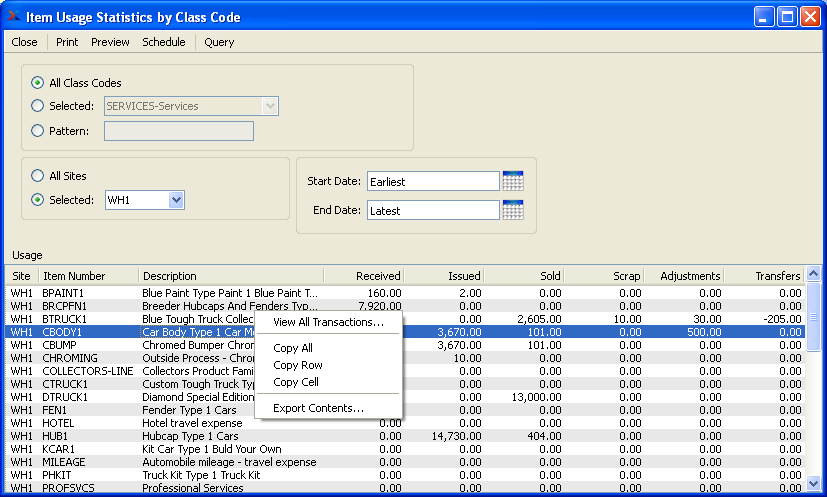 Item Usage Statistics by Class Code
Close Print Preview Schedule Query
All Class Codes
Selected: SERVICES-Services
Pattern:
All Sites
Selected: WH1
Start Date: Earliest
End Date: Latest
Usage
Site Item Number Description Received Issued Sold Scrap Adjustments Transfers
WH1 BPAINT1 Blue Paint Type Paint 1 Blue Paint T... 160.00 2.00 0.00 0.00 0.00 0.00
WH1 BRCPFN1 Breeder Hubcaps And Fenders Typ... 7,920.00 0.00 0.00 0.00 0.00 0.00
WH1 BTRUCK1 Blue Tough Truck Collec 2,605.00 10.00 30.00 -205.00
WH1 CBODY1 Car Body Type 1 Car M 3,670.00 101.00 0.00 500.00 0.00
WH1 CBUMP Chromed Bumper Chrom 3,670.00 101.00 0.00 0.00 0.00
WH1 CHROMING Outside Process - Chro 10.00 0.00 0.00 0.00 0.00
WH1 COLLECTORS-LINE Collectors Product Fam 0.00 0.00 0.00 0.00 0.00
WH1 CTRUCK1 Custom Tough Truck Ty 0.00 0.00 0.00 0.00 0.00
WH1 DTRUCK1 Diamond Special Edition 0.00 13,000.00 0.00 0.00 0.00
WH1 FEN1 Fender Type 1 Cars 0.00 0.00 0.00 0.00 0.00
WH1 HOTEL Hotel travel expense 0.00 0.00 0.00 0.00 0.00 0.00
WH1 HUB1 Hubcap Type 1 Cars 0.00 14,730.00 404.00 0.00 0.00 0.00
WH1 KCAR1 Kit Car Type 1 Buld Your Own 0.00 0.00 0.00 0.00 0.00 0.00
WH1 MILEAGE Automobile mileage - travel expense 0.00 0.00 0.00 0.00 0.00 0.00
WH1 PHKIT Truck Kit Type 1 Truck Kit 0.00 0.00 0.00 0.00 0.00 0.00
WH1 PROFSVCS Professional Services 0.00 0.00 0.00 0.00 0.00 0.00
View All Transactions...
Copy All
Copy Row
Copy Cell
Export Contents...